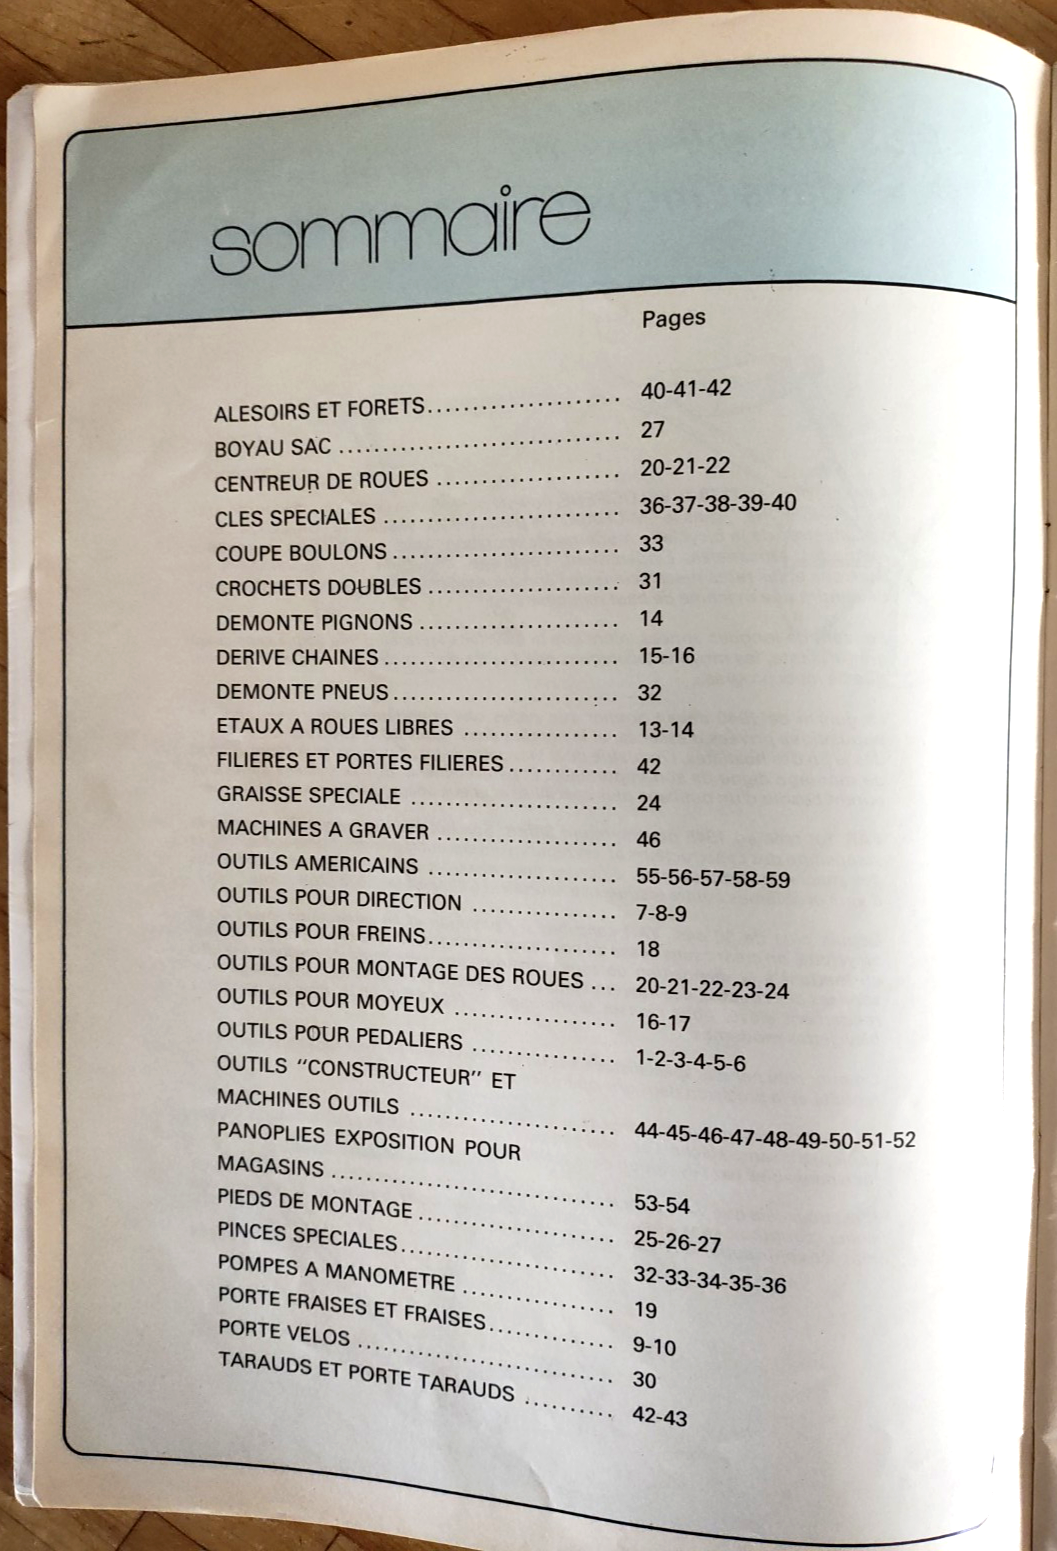 sommaire
Pages
ALESOIRS ET FORETS..................... 40-41-42
BOYAU SAC ................................ 27
CENTREUR DE ROUES ..................... 20-21-22
CLES SPECIALES ........................... 36-37-38-39-40
COUPE BOULONS .......................... 33
CROCHETS DOUBLES ...................... 31
DEMONTE PIGNONS ....................... 14
DERIVE CHAINES ........................... 15-16
DEMONTE PNEUS.......................... 32
ETAUX A ROUES LIBRES .................. 13-14
FILIERES ET PORTES FILIERES ............ 42
GRAISSE SPECIALE ........................ 24
MACHINES A GRAVER ..................... 46
OUTILS AMERICAINS ...................... 55-56-57-58-59
OUTILS POUR DIRECTION ................. 7-8-9
OUTILS POUR FREINS...................... 18
OUTILS POUR MONTAGE DES ROUES ... 20-21-22-23-24
OUTILS POUR MOYEUX ................... 16-17
OUTILS POUR PEDALIERS ................. 1-2-3-4-5-6
OUTILS "CONSTRUCTEUR" ET
MACHINES OUTILS ........................ 44-45-46-47-48-49-50-51-52
PANOPLIES EXPOSITION POUR
MAGASINS ................................. 53-54
PIEDS DE MONTAGE ....................... 25-26-27
PINCES SPECIALES......................... 32-33-34-35-36
POMPES A MANOMETRE .................. 19
PORTE FRAISES ET FRAISES............... 9-10
PORTE VELOS .............................. 30
TARAUDS ET PORTE TARAUDS ........... 42-43